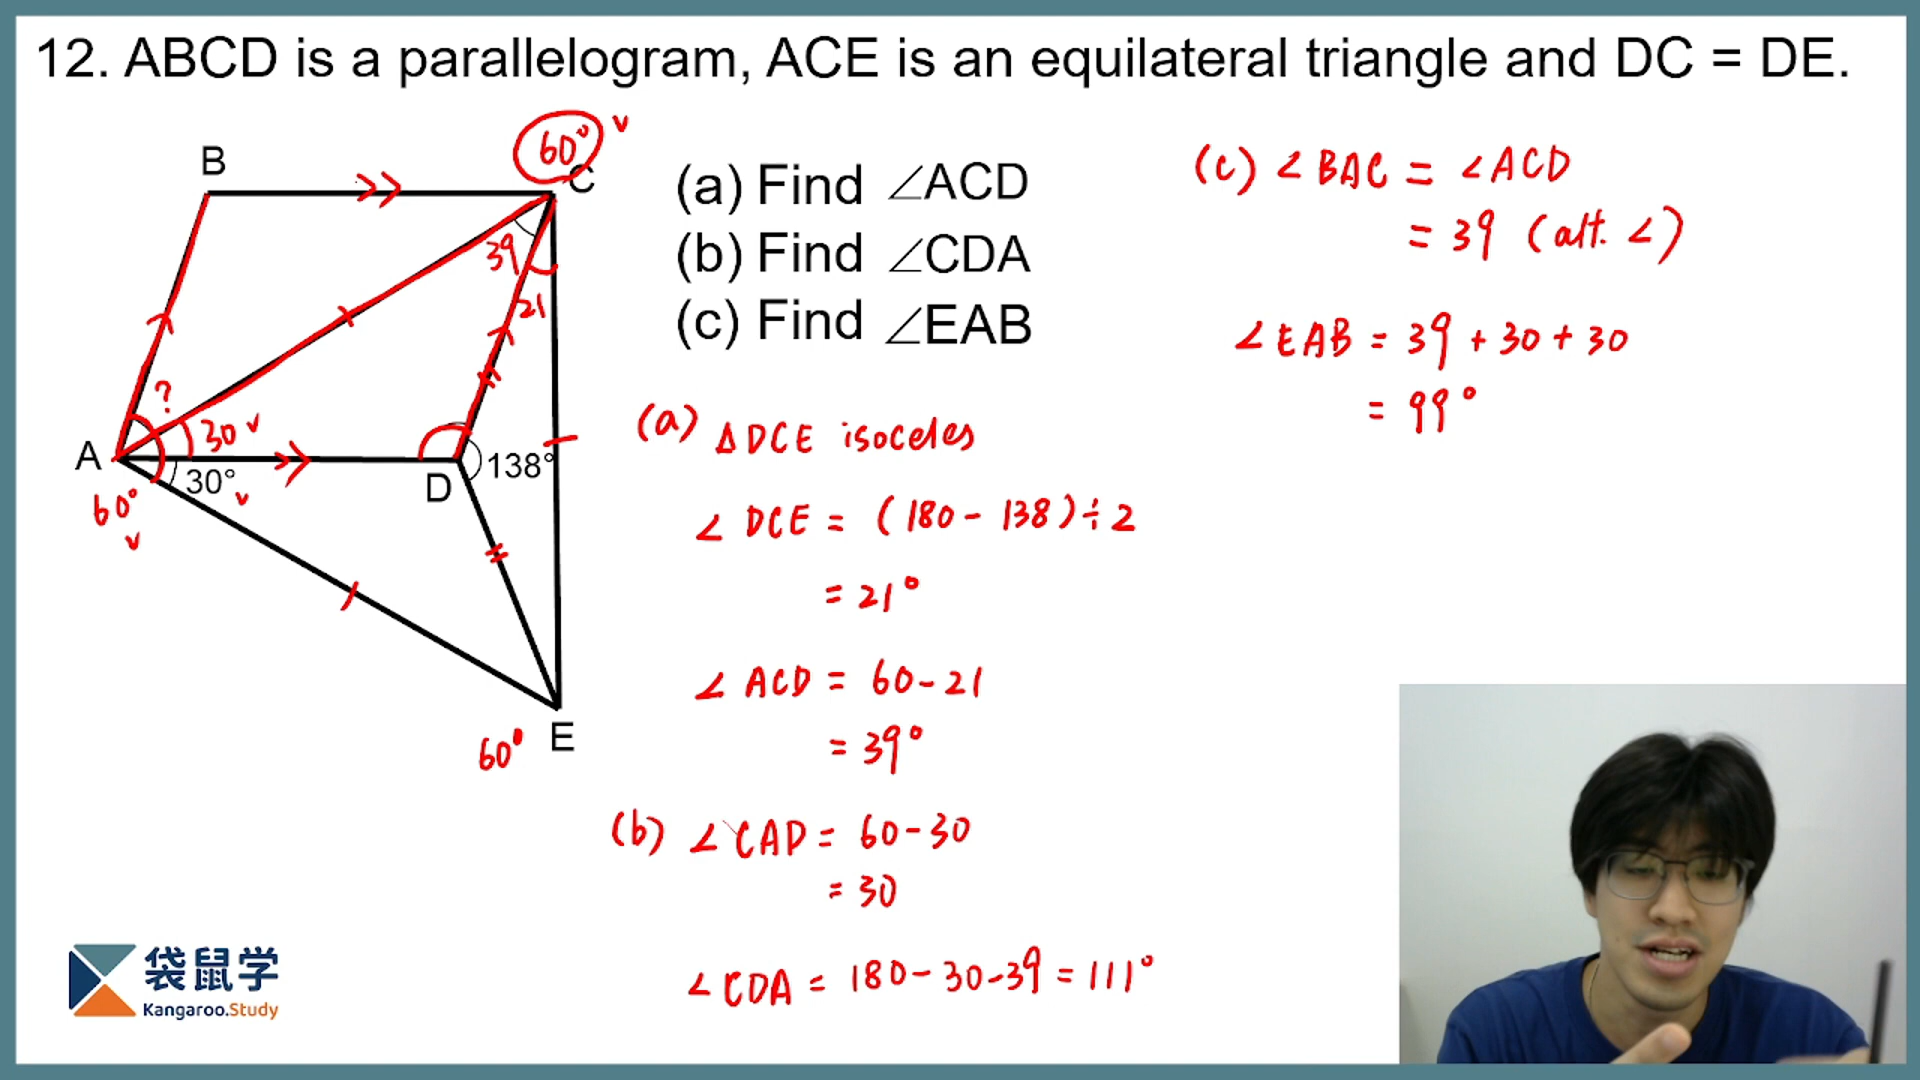 12. ABCD is a parallelogram, ACE is an equilateral triangle and DC = DE.
B
60°
C
39
21
?
30
A
30°
60°
D
138°
60°
E
(a) Find ∠ACD
(b) Find ∠CDA
(c) Find ∠EAB
(a) △DCE isoceles
∠ DCE = (180 - 138) ÷ 2
= 21°
∠ ACD = 60 - 21
= 39°
(b) ∠ CAD = 60 - 30
= 30
∠ CDA = 180 - 30 - 39 = 111°
(c) ∠ BAC = ∠ ACD
= 39 (alt. ∠)
∠ EAB = 39 + 30 + 30
= 99°
袋鼠学
Kangaroo.Study